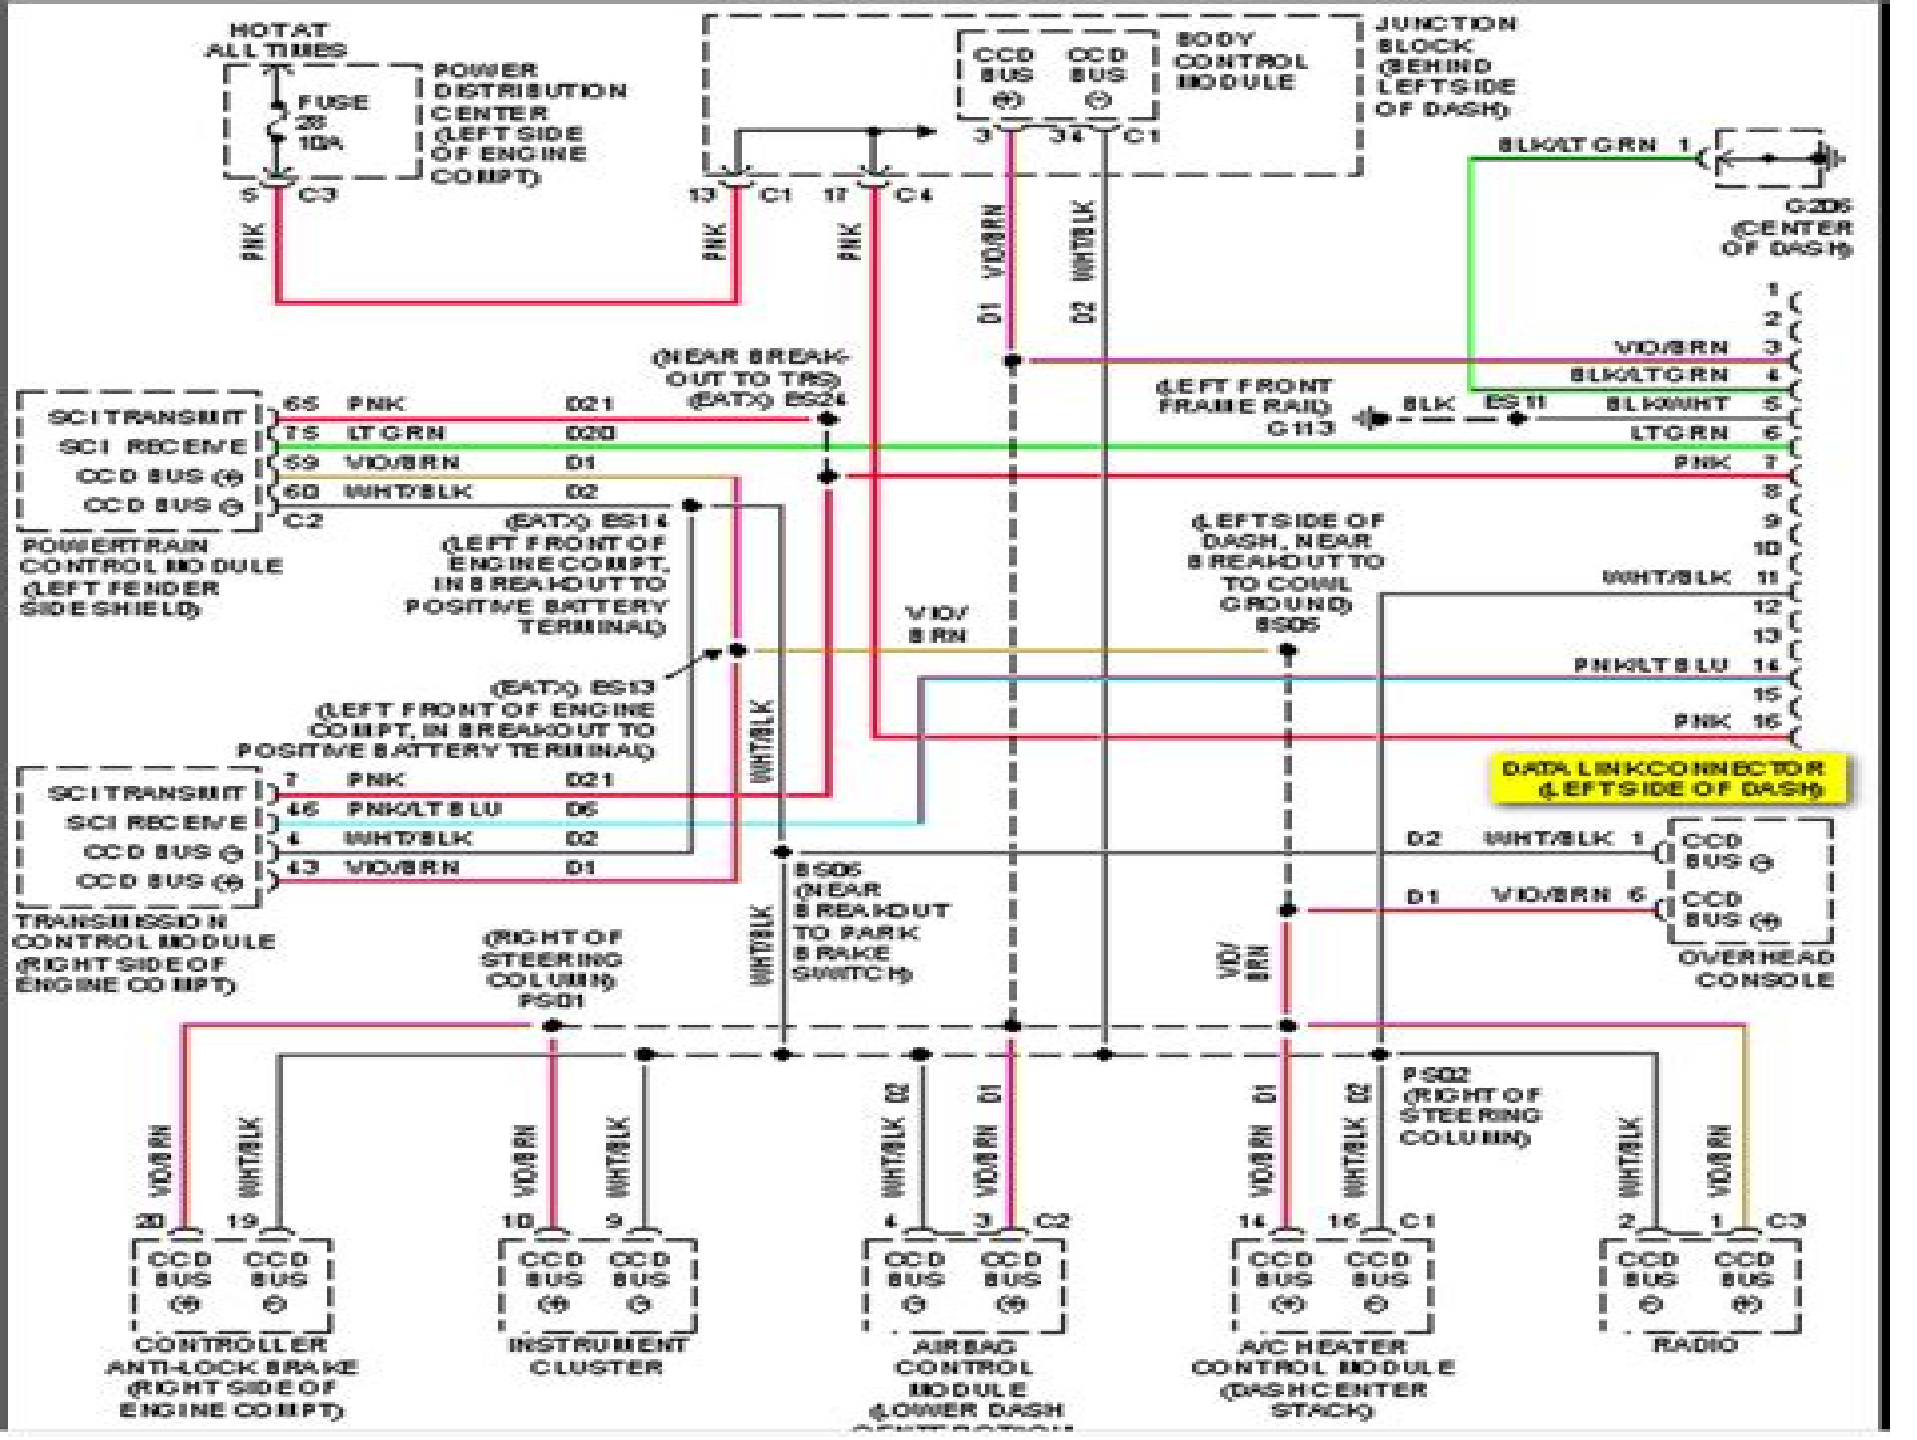 HOT AT
ALL TIMES
FUSE
28
10A
POWER
DISTRIBUTION
CENTER
(LEFT SIDE
OF ENGINE
COMPT)
5 C3
PNK
CCD CCD
BUS BUS
(+) (-)
BODY
CONTROL
MODULE
JUNCTION
BLOCK
(BEHIND
LEFT SIDE
OF DASH)
3 34 C1
13 C1 17 C4
PNK
PNK
D1 VIO/BRN
D2 WHT/BLK
BLK/LT GRN 1
G206
(CENTER
OF DASH)
1
2
VIO/BRN 3
BLK/LT GRN 4
BLK/WHT 5
LT GRN 6
PNK 7
8
9
10
WHT/BLK 11
12
13
PNK/LT BLU 14
15
PNK 16
DATA LINK CONNECTOR
(LEFT SIDE OF DASH)
(LEFT FRONT
FRAME RAIL)
G113
BLK ES11
(NEAR BREAK-
OUT TO TRS)
(EATX) ES24
SCI TRANSMIT 65 PNK D21
SCI RECEIVE 75 LT GRN D20
CCD BUS (+) 59 VIO/BRN D1
CCD BUS (-) 60 WHT/BLK D2
C2
POWERTRAIN
CONTROL MODULE
(LEFT FENDER
SIDE SHIELD)
(EATX) ES14
(LEFT FRONT OF
ENGINE COMPT,
IN BREAKOUT TO
POSITIVE BATTERY
TERMINAL)
(LEFT SIDE OF
DASH, NEAR
BREAKOUT TO
TO COWL
GROUND)
BS05
VIO/
BRN
(EATX) ES13
(LEFT FRONT OF ENGINE
COMPT, IN BREAKOUT TO
POSITIVE BATTERY TERMINAL)
WHT/BLK
SCI TRANSMIT 7 PNK D21
SCI RECEIVE 46 PNK/LT BLU D6
CCD BUS (-) 4 WHT/BLK D2
CCD BUS (+) 43 VIO/BRN D1
TRANSMISSION
CONTROL MODULE
(RIGHT SIDE OF
ENGINE COMPT)
BS06
(NEAR
BREAKOUT
TO PARK
BRAKE
SWITCH)
WHT/BLK
D2 WHT/BLK 1
CCD
BUS (-)
D1 VIO/BRN 6
CCD
BUS (+)
OVERHEAD
CONSOLE
VIO/
BRN
(RIGHT OF
STEERING
COLUMN)
PS01
PS02
(RIGHT OF
STEERING
COLUMN)
VIO/BRN
WHT/BLK
VIO/BRN
WHT/BLK
WHT/BLK D2
VIO/BRN D1
VIO/BRN D1
WHT/BLK D2
WHT/BLK
VIO/BRN
20 19
CCD CCD
BUS BUS
(+) (-)
CONTROLLER
ANTI-LOCK BRAKE
(RIGHT SIDE OF
ENGINE COMPT)
10 9
CCD CCD
BUS BUS
(+) (-)
INSTRUMENT
CLUSTER
4 3 C2
CCD CCD
BUS BUS
(-) (+)
AIRBAG
CONTROL
MODULE
(LOWER DASH
14 16 C1
CCD CCD
BUS BUS
(+) (-)
A/C HEATER
CONTROL MODULE
(DASH CENTER
STACK)
2 1 C3
CCD CCD
BUS BUS
(-) (+)
RADIO